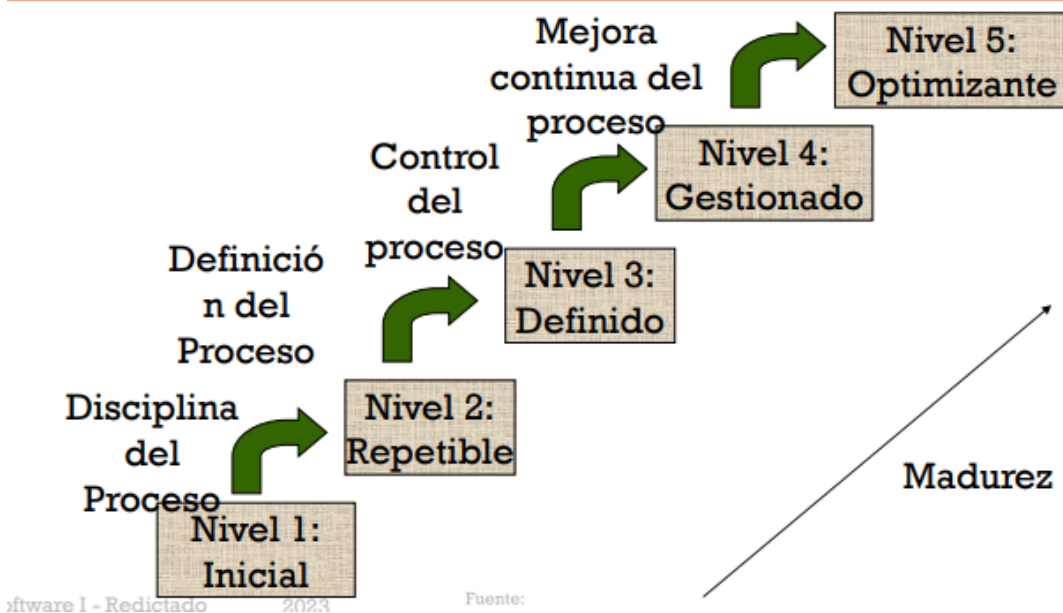 Mejora
continua del
proceso
Nivel 5:
Optimizante
Control
del
proceso
Nivel 4:
Gestionado
Definició
n del
Proceso
Nivel 3:
Definido
Disciplina
del
Proceso
Nivel 2:
Repetible
Nivel 1:
Inicial
Madurez
oftware I - Redictado
2023
Fuente: